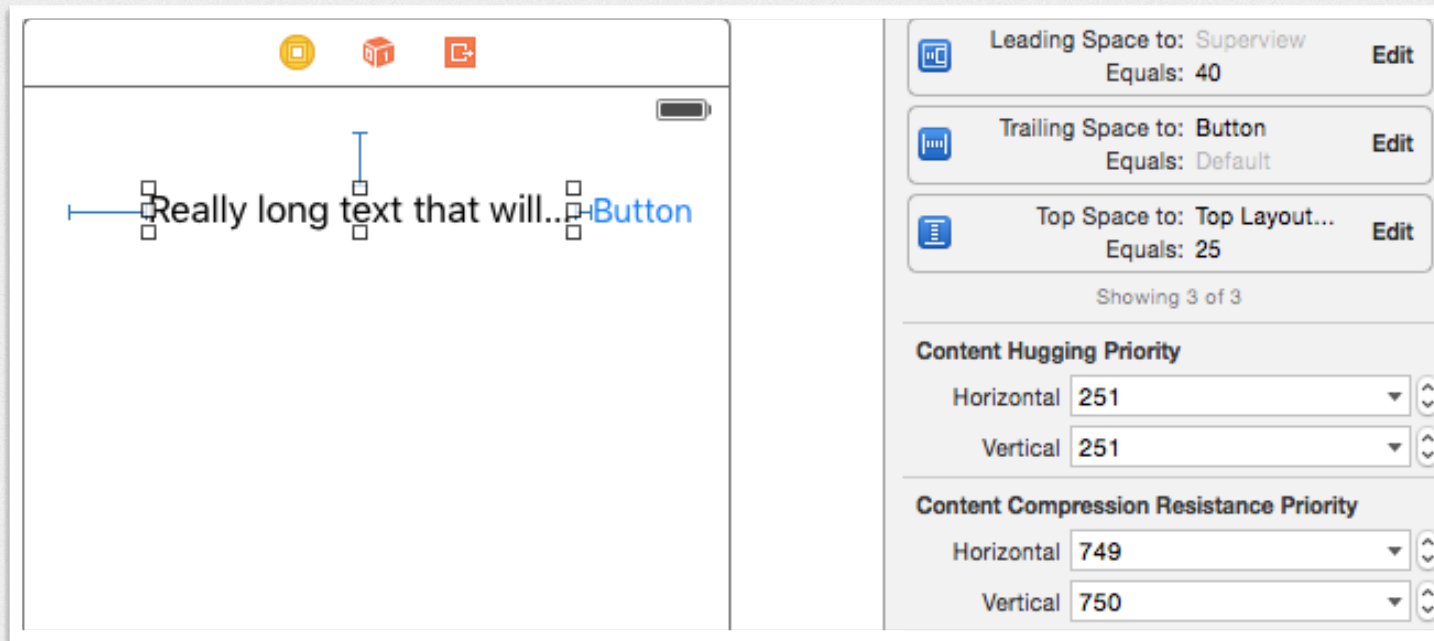 Really long text that will... Button
Leading Space to: Superview
Equals: 40
Edit
Trailing Space to: Button
Equals: Default
Edit
Top Space to: Top Layout...
Equals: 25
Edit
Showing 3 of 3
Content Hugging Priority
Horizontal 251
Vertical 251
Content Compression Resistance Priority
Horizontal 749
Vertical 750